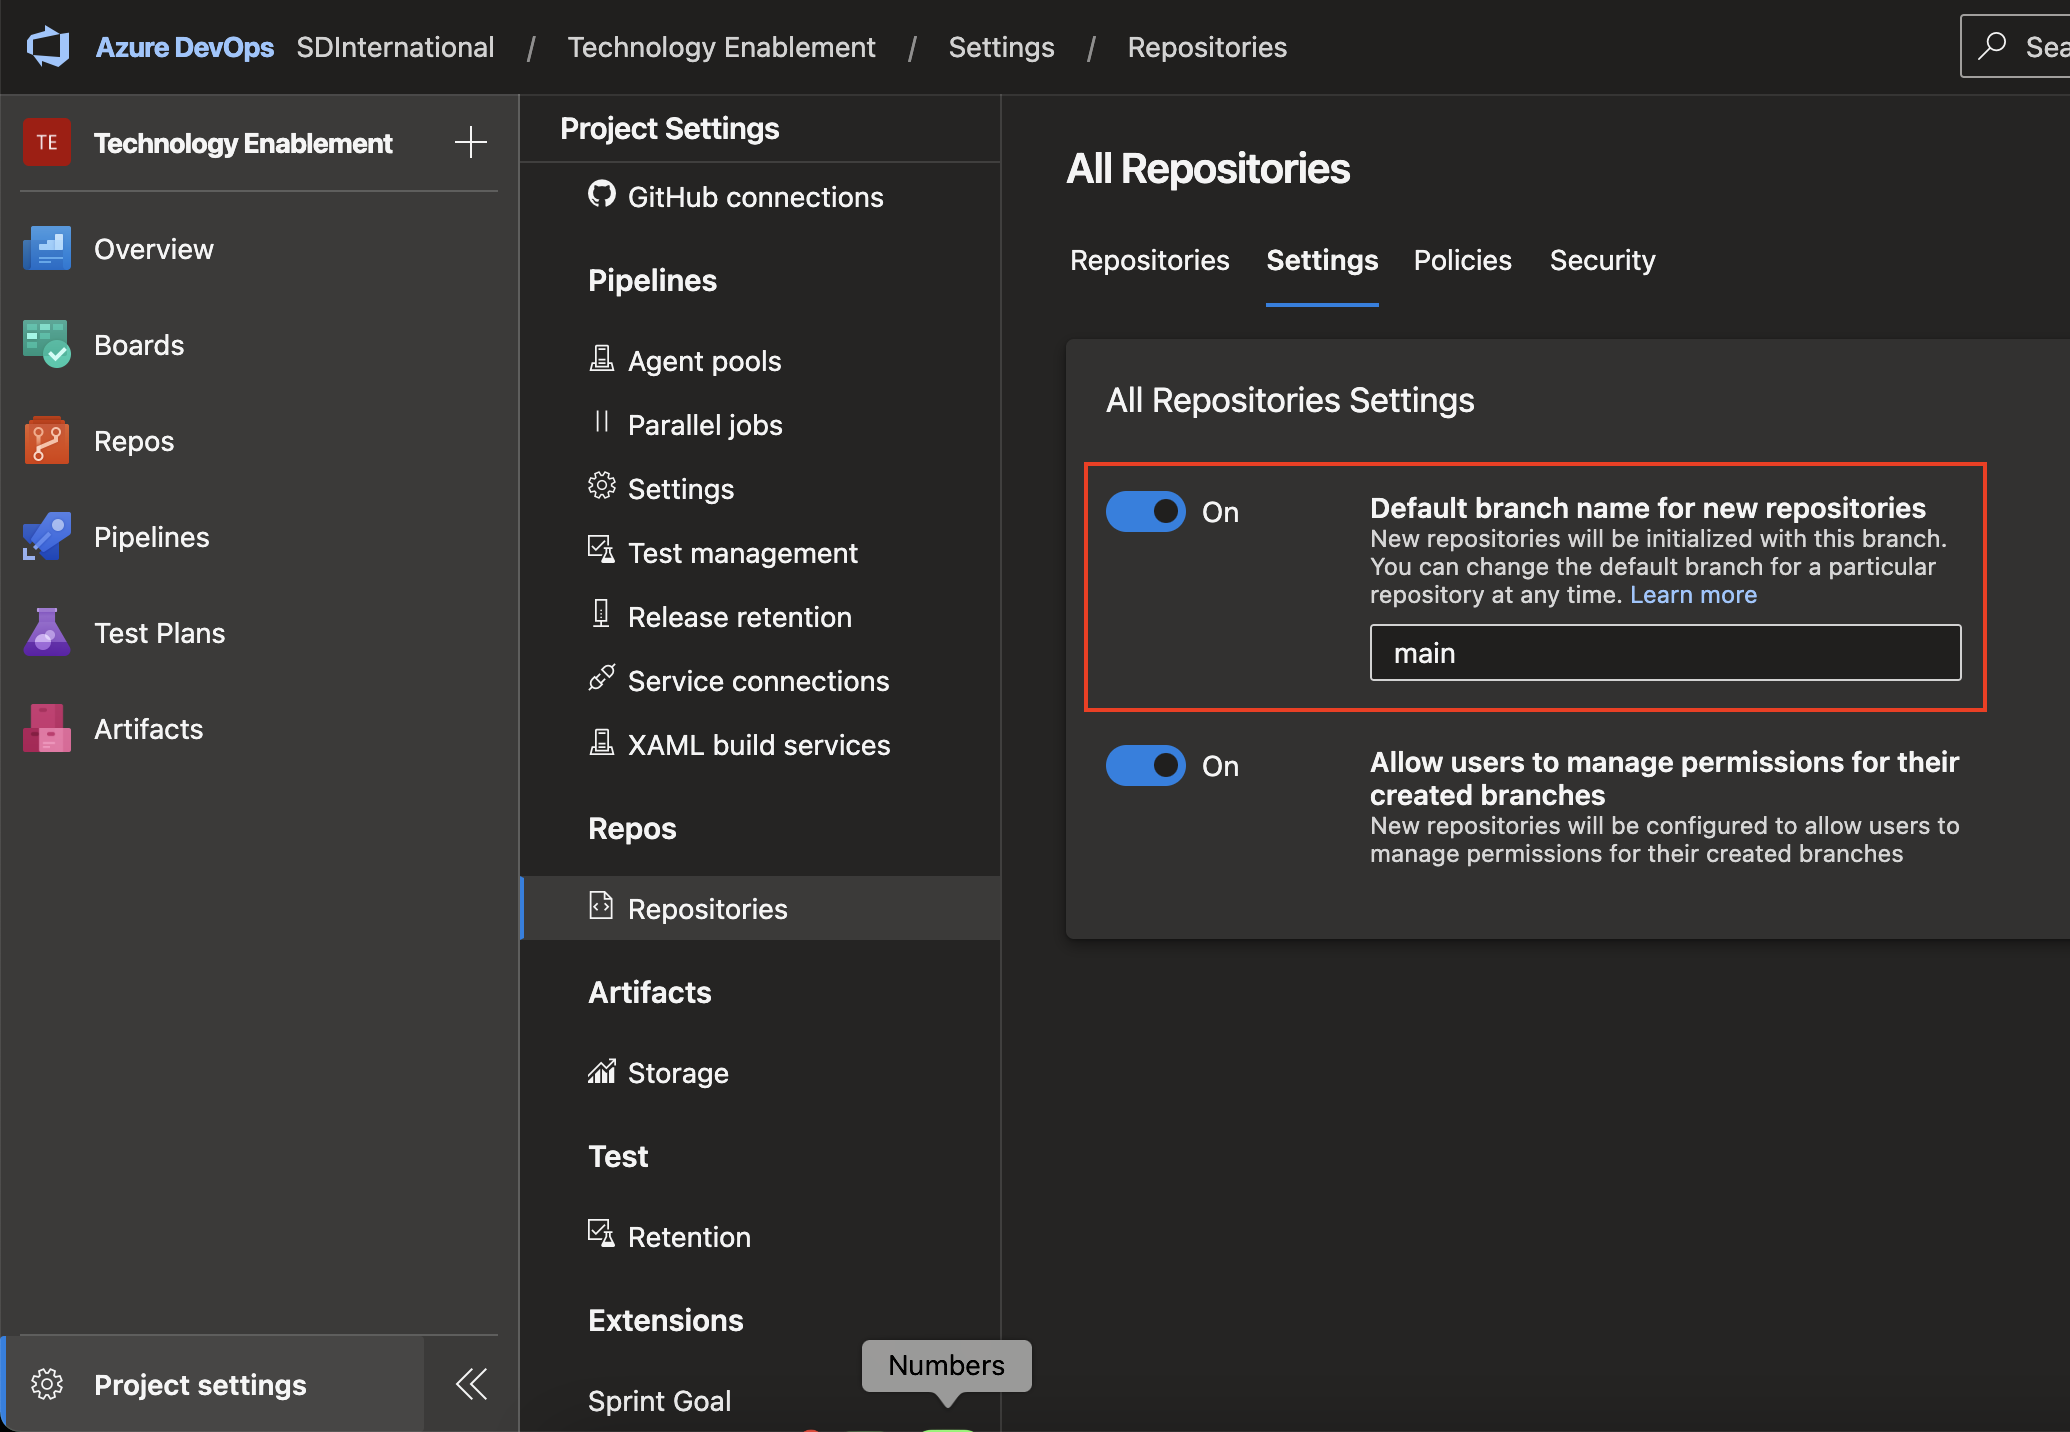 Azure DevOps SDInternational / Technology Enablement / Settings / Repositories
TE Technology Enablement
Overview
Boards
Repos
Pipelines
Test Plans
Artifacts
Project settings
Project Settings
GitHub connections
Pipelines
Agent pools
Parallel jobs
Settings
Test management
Release retention
Service connections
XAML build services
Repos
Repositories
Artifacts
Storage
Test
Retention
Extensions
Sprint Goal
Numbers
All Repositories
Repositories Settings Policies Security
All Repositories Settings
On
Default branch name for new repositories
New repositories will be initialized with this branch.
You can change the default branch for a particular
repository at any time. Learn more
main
On
Allow users to manage permissions for their
created branches
New repositories will be configured to allow users to
manage permissions for their created branches